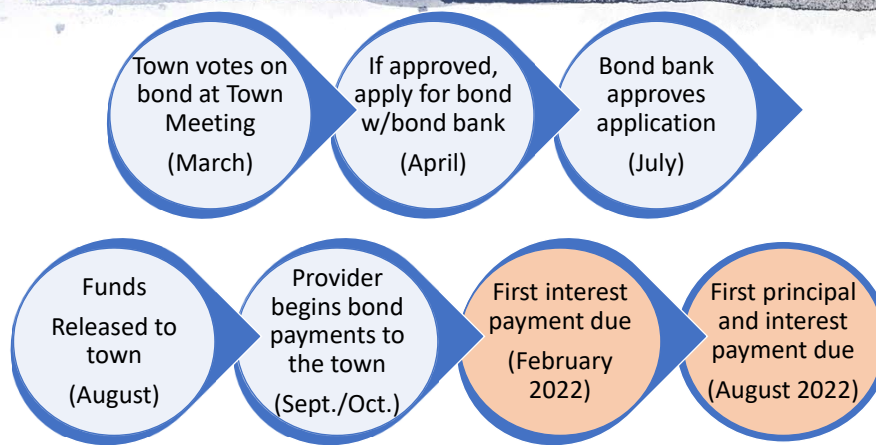 Town votes on
bond at Town
Meeting
(March)
If approved,
apply for bond
w/bond bank
(April)
Bond bank
approves
application
(July)
Funds
Released to
town
(August)
Provider
begins bond
payments to
the town
(Sept./Oct.)
First interest
payment due
(February
2022)
First principal
and interest
payment due
(August 2022)